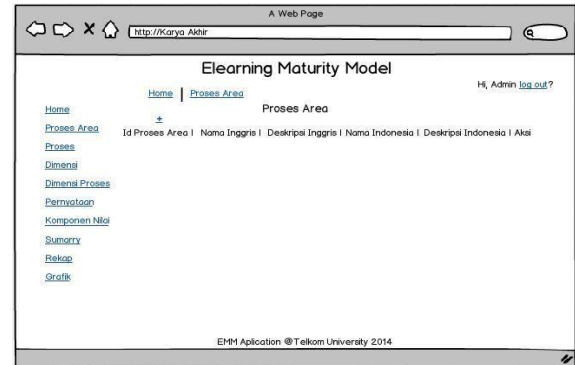 A Web Page
http://Karya Akhir
Elearning Maturity Model
Hi, Admin log out?
Home | Proses Area
Home
Proses Area
+
Proses Area
Id Proses Area | Nama Inggris | Deskripsi Inggris | Nama Indonesia | Deskripsi Indonesia | Aksi
Proses
Dimensi
Dimensi Proses
Pernyataan
Komponen Nilai
Sumarry
Rekap
Grafik
EMM Aplication @Telkom University 2014